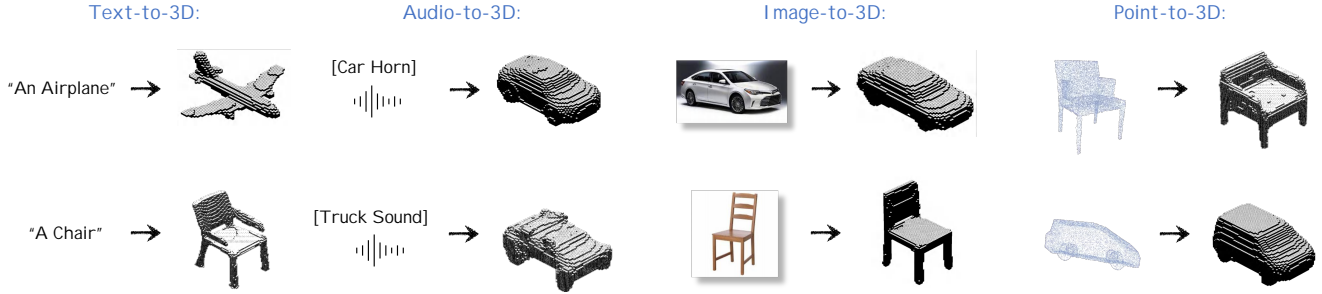 Text-to-3D:
Audio-to-3D:
Image-to-3D:
Point-to-3D:
"An Airplane"
[Car Horn]
"A Chair"
[Truck Sound]